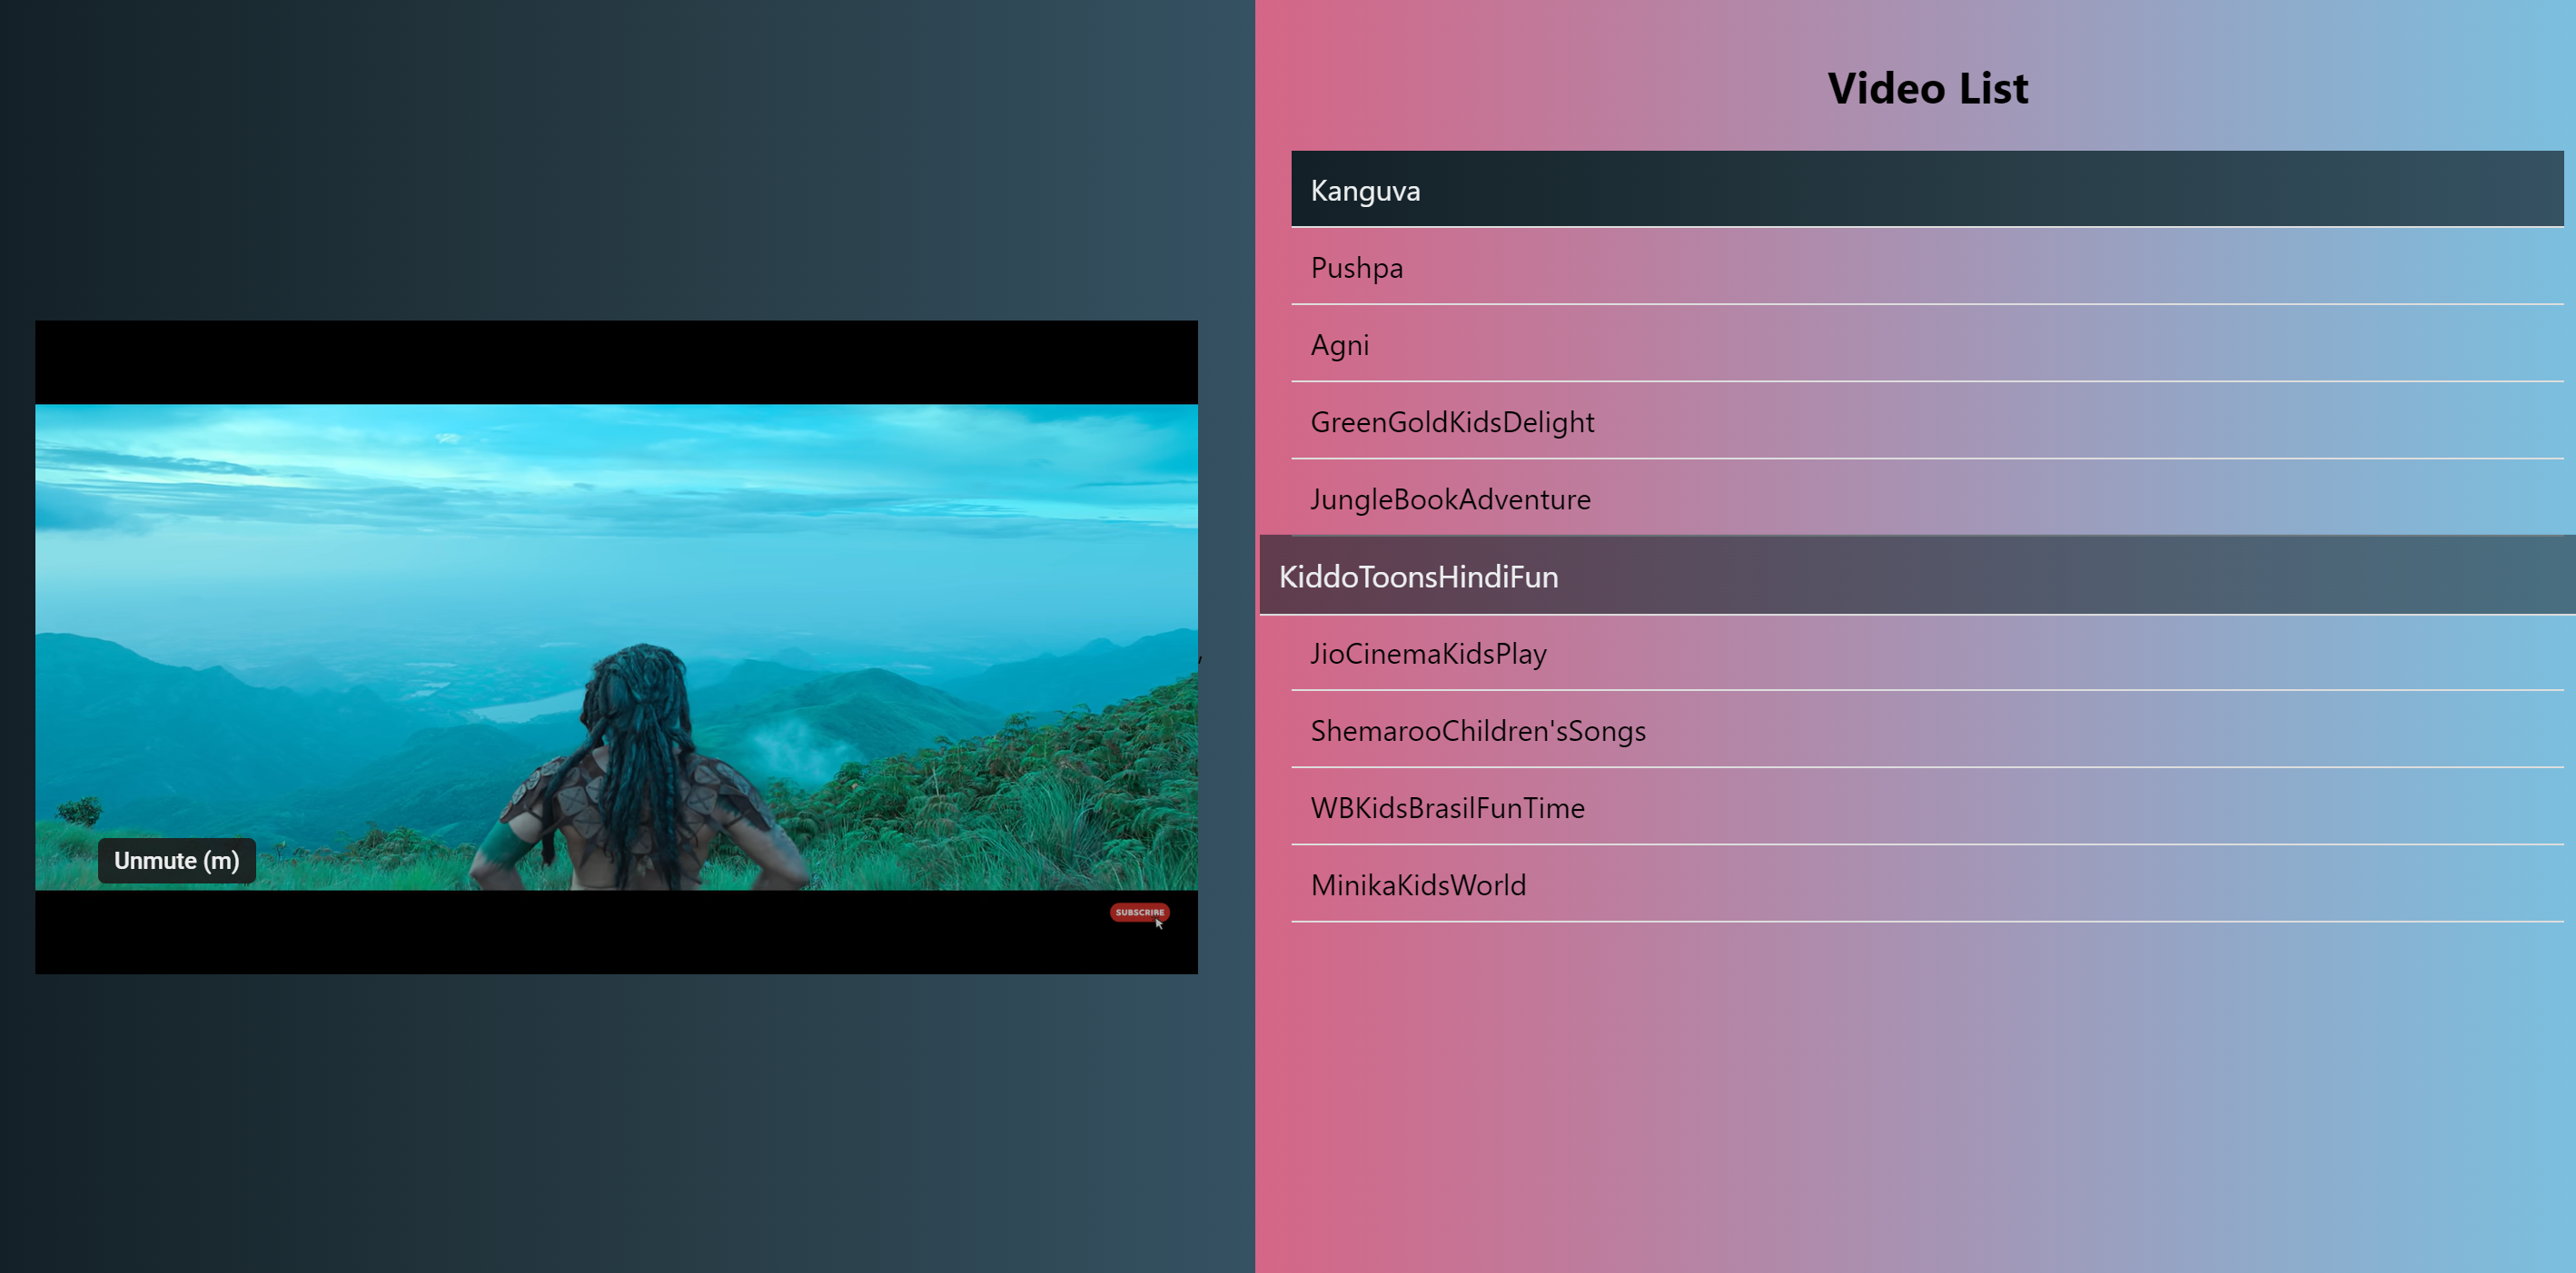 Unmute (m)
SUBSCRIBE
,
Video List
Kanguva
Pushpa
Agni
GreenGoldKidsDelight
JungleBookAdventure
KiddoToonsHindiFun
JioCinemaKidsPlay
ShemarooChildren'sSongs
WBKidsBrasilFunTime
MinikaKidsWorld